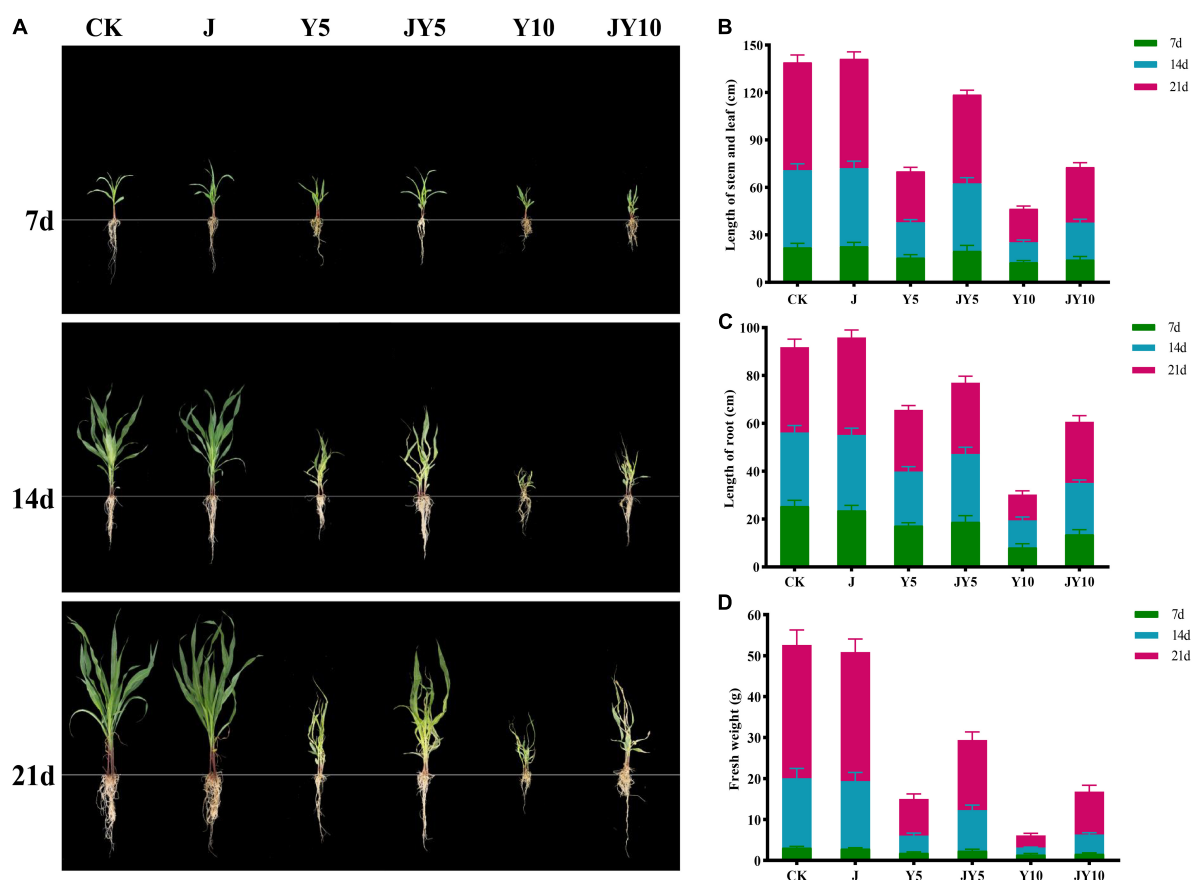 A
CK J Y5 JY5 Y10 JY10
7d
14d
21d
B
Length of stem and leaf (cm)
150
120
90
60
30
0
CK J Y5 JY5 Y10 JY10
7d
14d
21d
C
Length of root (cm)
100
80
60
40
20
0
CK J Y5 JY5 Y10 JY10
7d
14d
21d
D
Fresh weight (g)
60
50
40
30
20
10
0
CK J Y5 JY5 Y10 JY10
7d
14d
21d